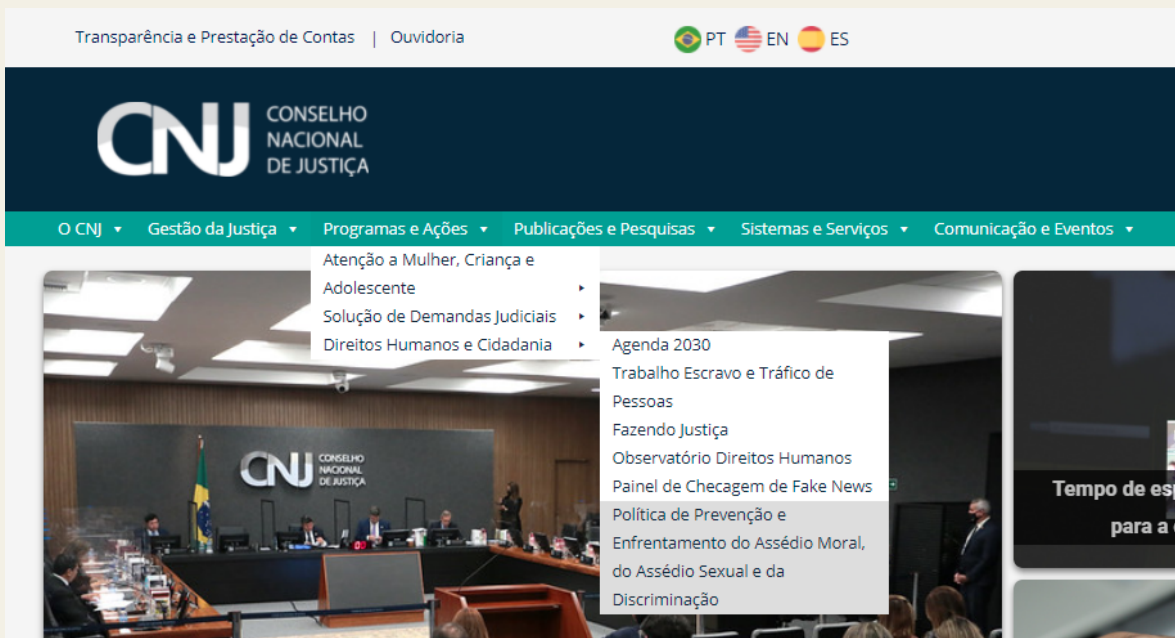 Transparência e Prestação de Contas | Ouvidoria
PT EN ES
CNJ CONSELHO
NACIONAL
DE JUSTIÇA
O CNJ ▾ Gestão da Justiça ▾ Programas e Ações ▾ Publicações e Pesquisas ▾ Sistemas e Serviços ▾ Comunicação e Eventos ▾
Atenção a Mulher, Criança e
Adolescente ▸
Solução de Demandas Judiciais ▸
Direitos Humanos e Cidadania ▸
Agenda 2030
Trabalho Escravo e Tráfico de
Pessoas
Fazendo Justiça
Observatório Direitos Humanos
Painel de Checagem de Fake News
Política de Prevenção e
Enfrentamento do Assédio Moral,
do Assédio Sexual e da
Discriminação
CNJ CONSELHO
NACIONAL
DE JUSTIÇA
Tempo de
para a